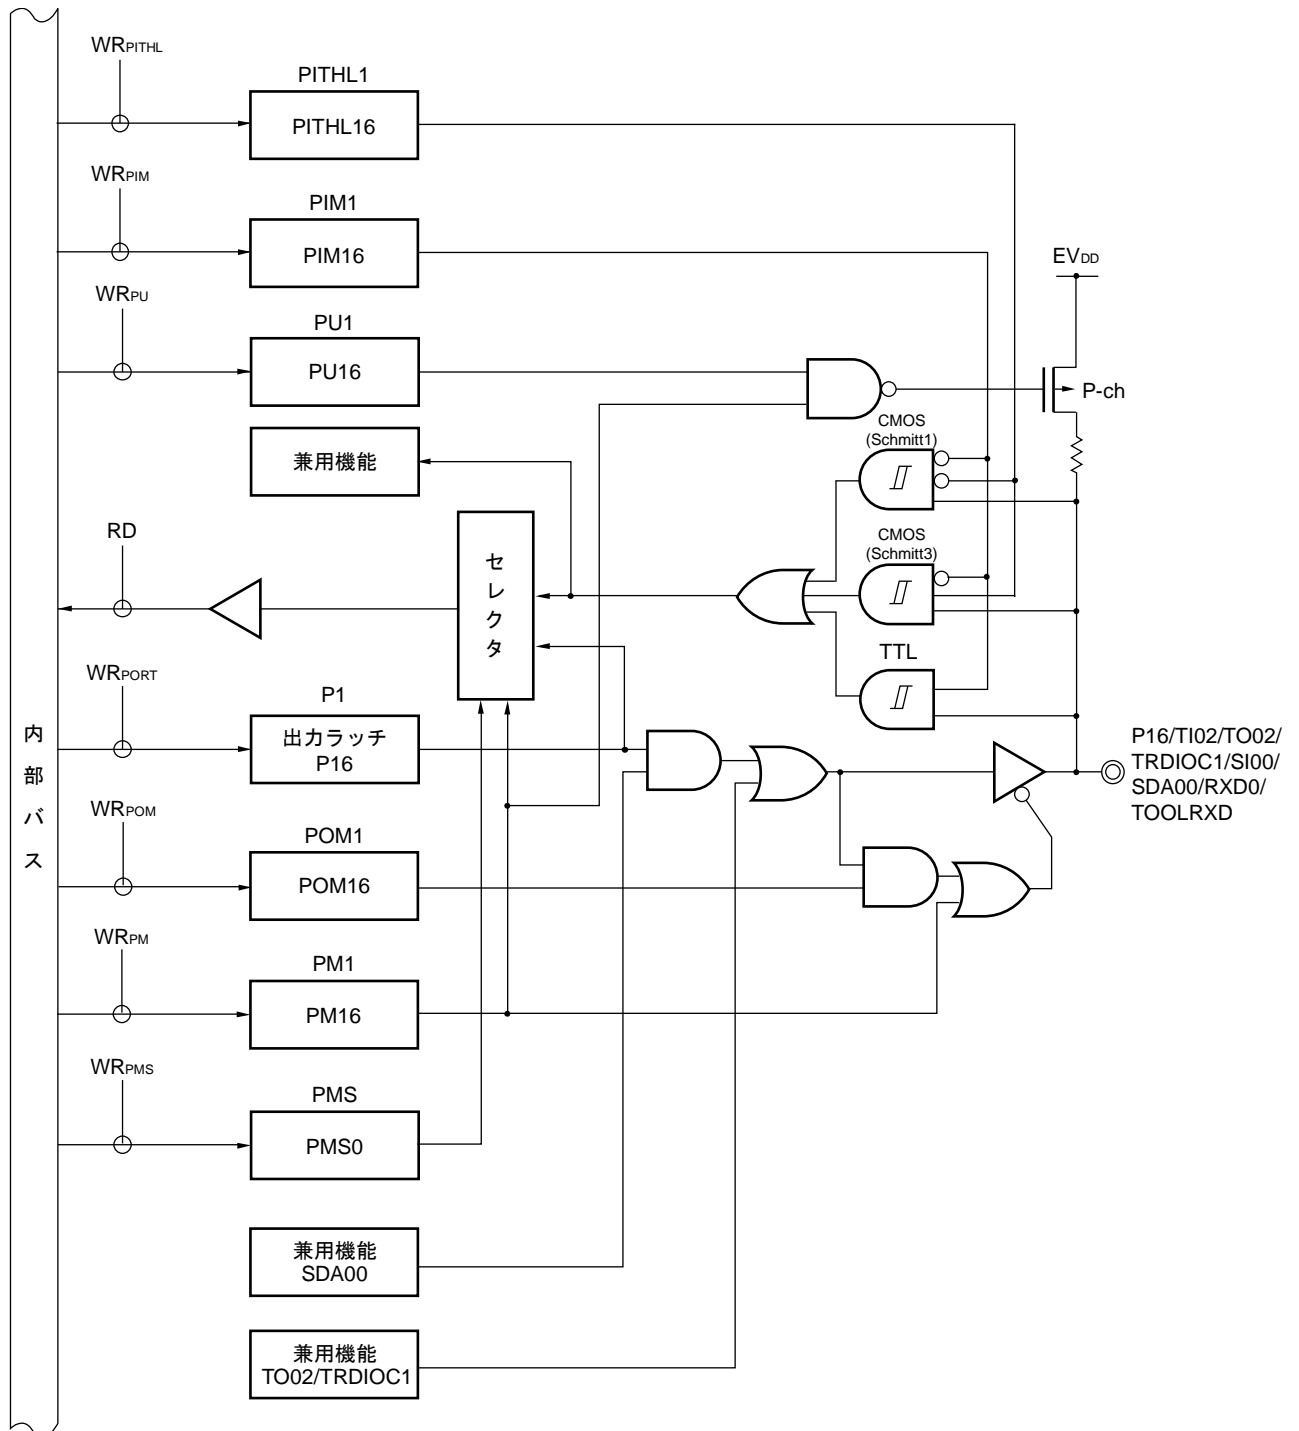 WRPITHL
PITHL1
PITHL16
WRPIM
PIM1
PIM16
EVDD
WRPU
PU1
PU16
P-ch
CMOS
(Schmitt1)
兼用機能
RD
セレクタ
CMOS
(Schmitt3)
TTL
WRPORT
P1
出力ラッチ
P16
内部バス
P16/TI02/TO02/
TRDIOC1/SI00/
SDA00/RXD0/
TOOLRXD
WRPOM
POM1
POM16
WRPM
PM1
PM16
WRPMS
PMS
PMS0
兼用機能
SDA00
兼用機能
TO02/TRDIOC1